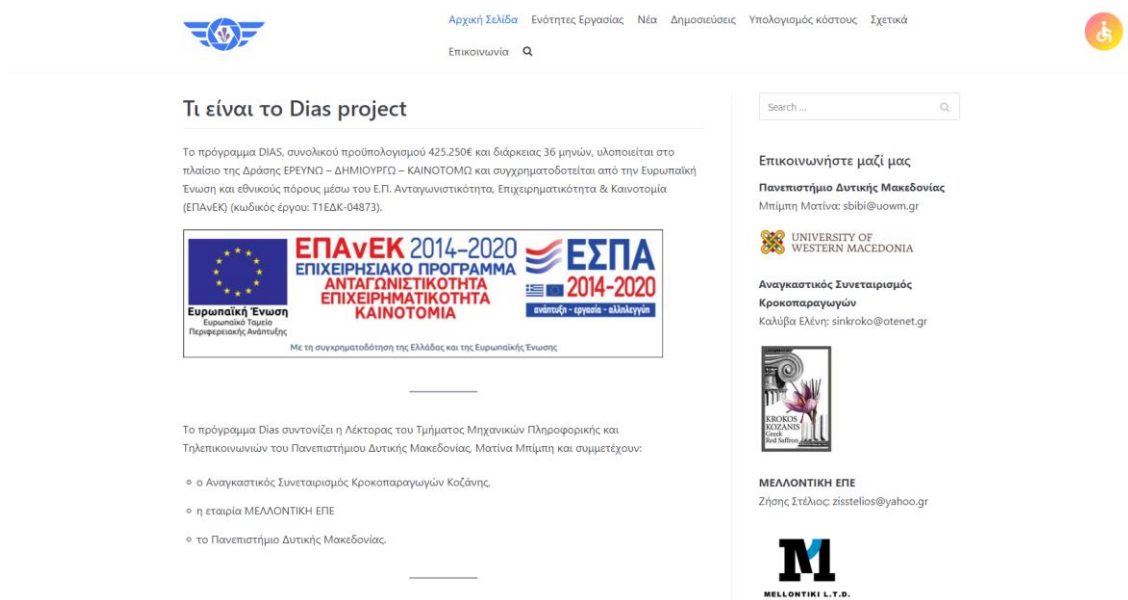 Αρχική Σελίδα Ενότητες Εργασίας Νέα Δημοσιεύσεις Υπολογισμός κόστους Σχετικά
Επικοινωνία
Τι είναι το Dias project
Το πρόγραμμα DIAS, συνολικού προϋπολογισμού 425.250€ και διάρκειας 36 μηνών, υλοποιείται στο
πλαίσιο της Δράσης ΕΡΕΥΝΩ – ΔΗΜΙΟΥΡΓΩ – ΚΑΙΝΟΤΟΜΩ και συγχρηματοδοτείται από την Ευρωπαϊκή
Ένωση και εθνικούς πόρους μέσω του Ε.Π. Ανταγωνιστικότητα, Επιχειρηματικότητα & Καινοτομία
(ΕΠΑνΕΚ) (κωδικός έργου: Τ1ΕΔΚ-04873).
Ευρωπαϊκή Ένωση
Ευρωπαϊκό Ταμείο
Περιφερειακής Ανάπτυξης
ΕΠΑνΕΚ 2014–2020
ΕΠΙΧΕΙΡΗΣΙΑΚΟ ΠΡΟΓΡΑΜΜΑ
ΑΝΤΑΓΩΝΙΣΤΙΚΟΤΗΤΑ
ΕΠΙΧΕΙΡΗΜΑΤΙΚΟΤΗΤΑ
ΚΑΙΝΟΤΟΜΙΑ
ΕΣΠΑ
2014-2020
ανάπτυξη - εργασία - αλληλεγγύη
Με τη συγχρηματοδότηση της Ελλάδας και της Ευρωπαϊκής Ένωσης
Το πρόγραμμα Dias συντονίζει η Λέκτορας του Τμήματος Μηχανικών Πληροφορικής και
Τηλεπικοινωνιών του Πανεπιστήμιου Δυτικής Μακεδονίας, Ματίνα Μπίμπη και συμμετέχουν:
ο Αναγκαστικός Συνεταιρισμός Κροκοπαραγωγών Κοζάνης,
η εταιρία ΜΕΛΛΟΝΤΙΚΗ ΕΠΕ
το Πανεπιστήμιο Δυτικής Μακεδονίας.
Search ...
Επικοινωνήστε μαζί μας
Πανεπιστήμιο Δυτικής Μακεδονίας
Μπίμπη Ματίνα: sbibi@uowm.gr
UNIVERSITY OF
WESTERN MACEDONIA
Αναγκαστικός Συνεταιρισμός
Κροκοπαραγωγών
Καλύβα Ελένη: sinkroko@otenet.gr
KROKOS
KOZANIS
Greek
Red Saffron
ΜΕΛΛΟΝΤΙΚΗ ΕΠΕ
Ζήσης Στέλιος: zisstelios@yahoo.gr
MELLONTIKI L.T.D.